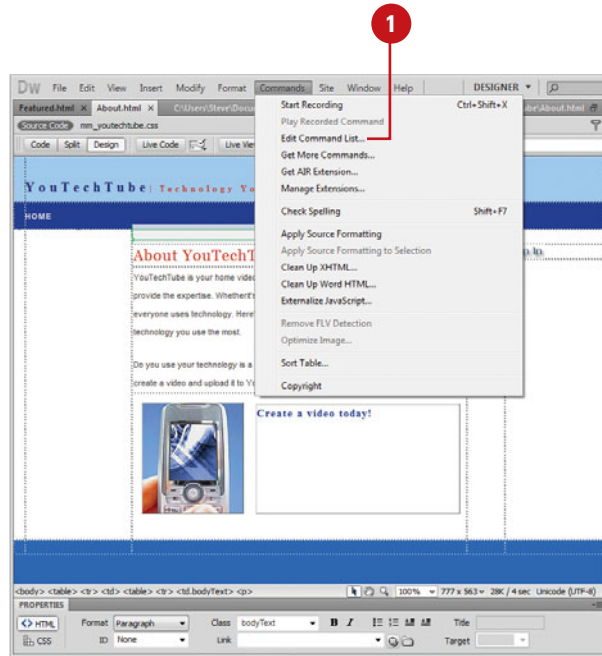 1
DW File Edit View Insert Modify Format Commands Site Window Help DESIGNER
Featured.html × About.html × C:\Users\Steve\Docu
ube\About.html
Source Code mm_youtechtube.css
Code Split Design Live Code Live Vie
Start Recording Ctrl+Shift+X
Play Recorded Command
Edit Command List...
Get More Commands...
Get AIR Extension...
Manage Extensions...
Check Spelling Shift+F7
Apply Source Formatting
Apply Source Formatting to Selection
Clean Up XHTML...
Clean Up Word HTML...
Externalize JavaScript...
Remove FLV Detection
Optimize Image...
Sort Table...
Copyright
YouTechTube| Technology Yo
HOME
About YouTechT
YouTechTube is your home video
provide the expertise. Whethert's
everyone uses technology. Here'
technology you use the most.
Do you use your technology is a
create a video and upload it to Y
Create a video today!
<body> <table> <tr> <td> <table> <tr> <td.bodyText> <p> 100% 777 x 563 28K / 4 sec Unicode (UTF-8)
PROPERTIES
<> HTML Format Paragraph Class bodyText B I Title
CSS ID None Link Target